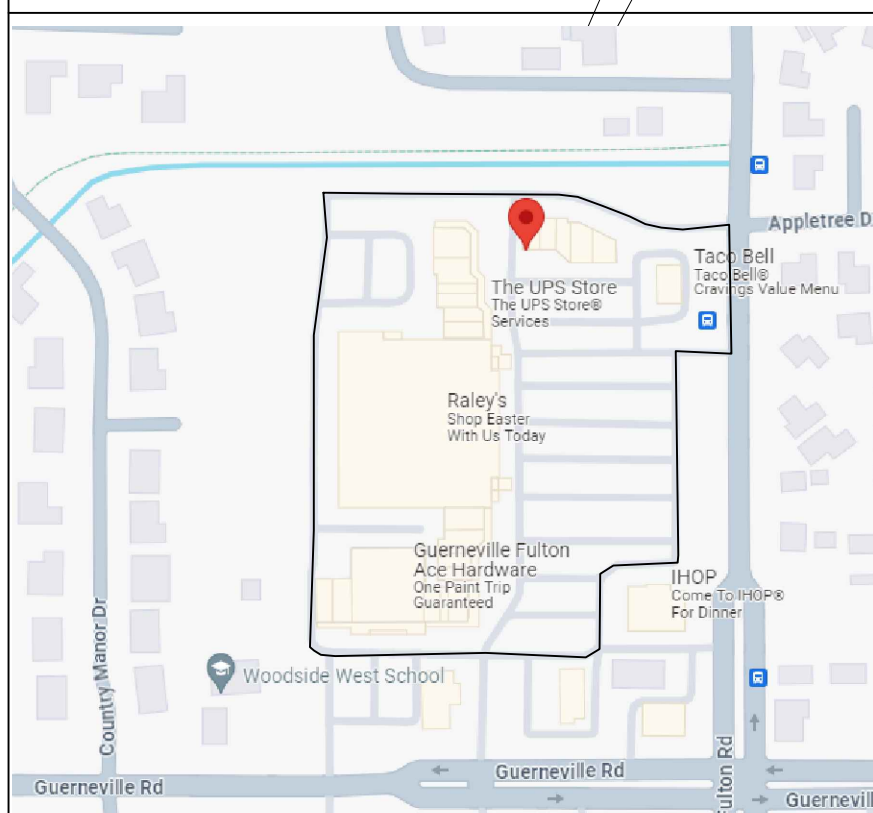 Appletree D
Taco Bell
Taco Bell®
Cravings Value Menu
The UPS Store
The UPS Store®
Services
Raley's
Shop Easter
With Us Today
Guerneville Fulton
Ace Hardware
One Paint Trip
Guaranteed
IHOP
Come To IHOP®
For Dinner
Country Manor Dr
Woodside West School
Guerneville Rd
Guerneville Rd
Fulton Rd
Guernevill